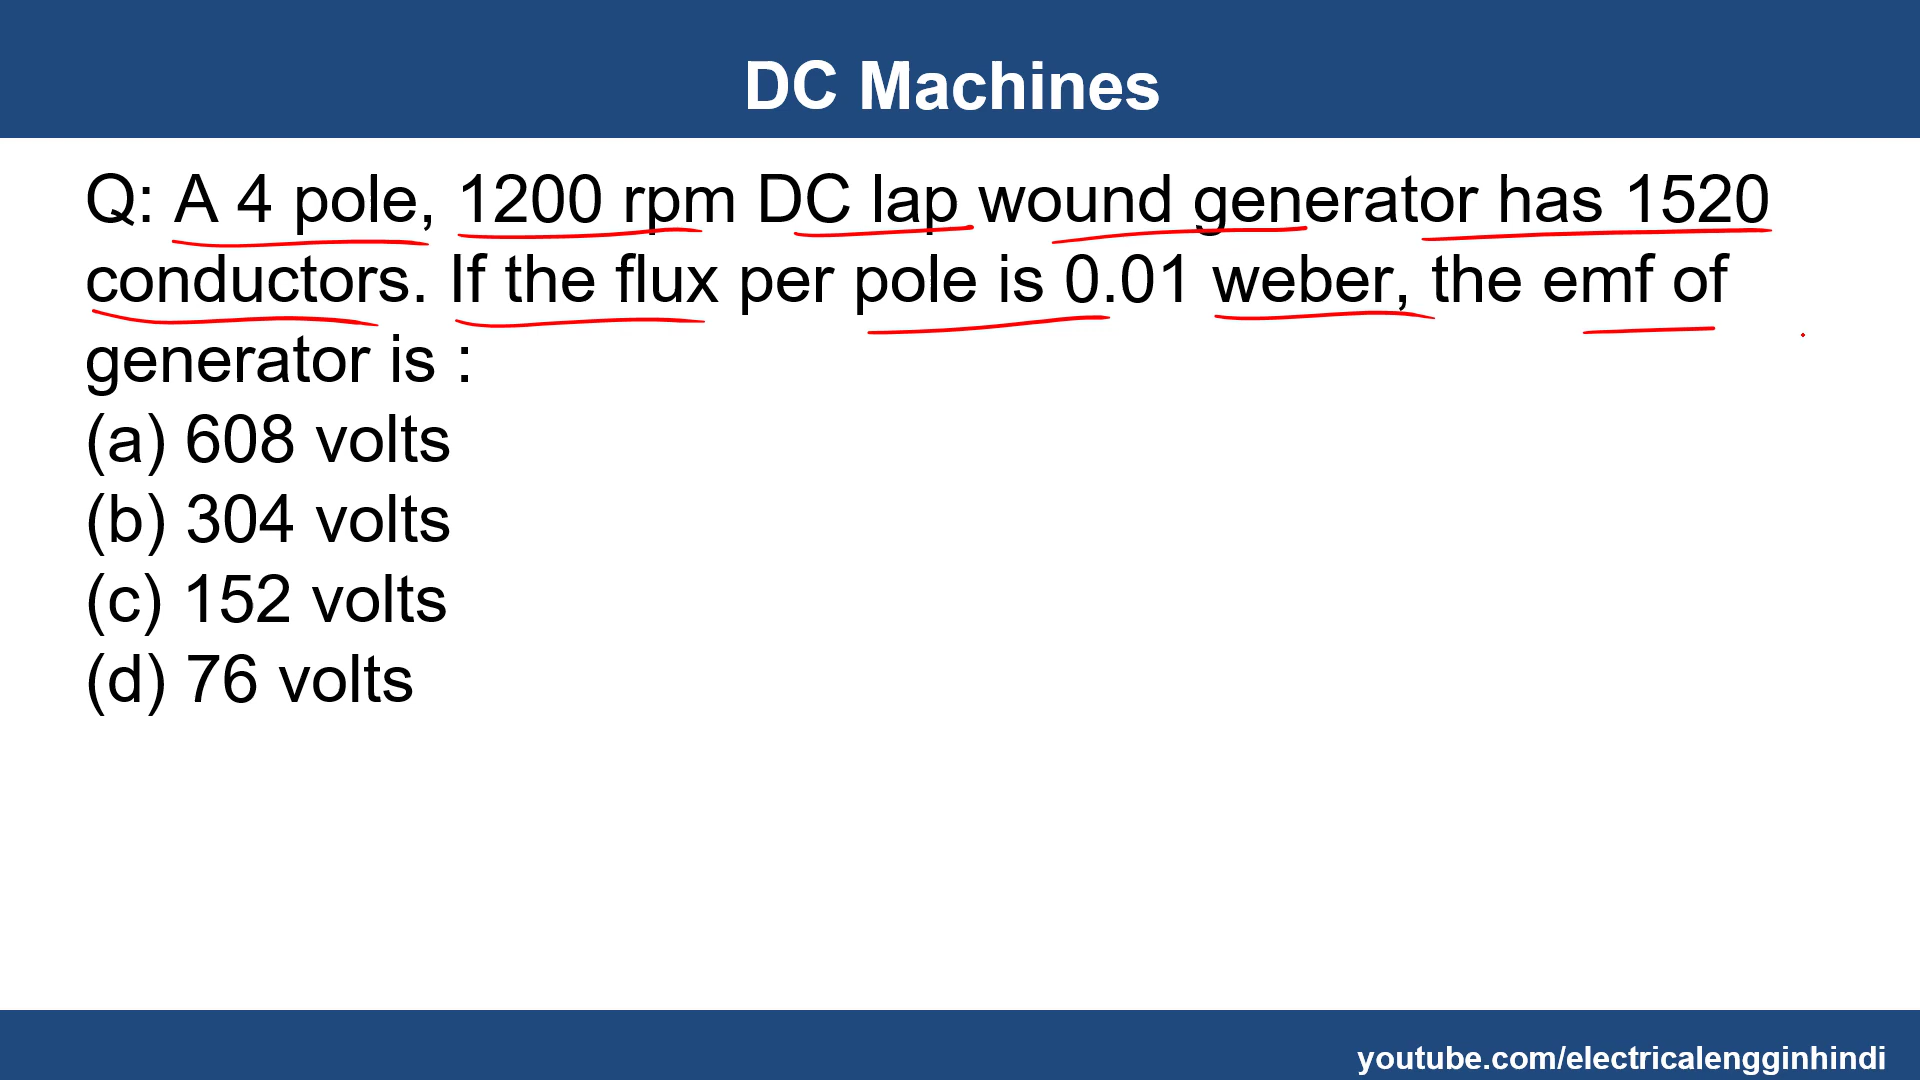 DC Machines
Q: A 4 pole, 1200 rpm DC lap wound generator has 1520
conductors. If the flux per pole is 0.01 weber, the emf of
generator is :
(a) 608 volts
(b) 304 volts
(c) 152 volts
(d) 76 volts
youtube.com/electricalengginhindi